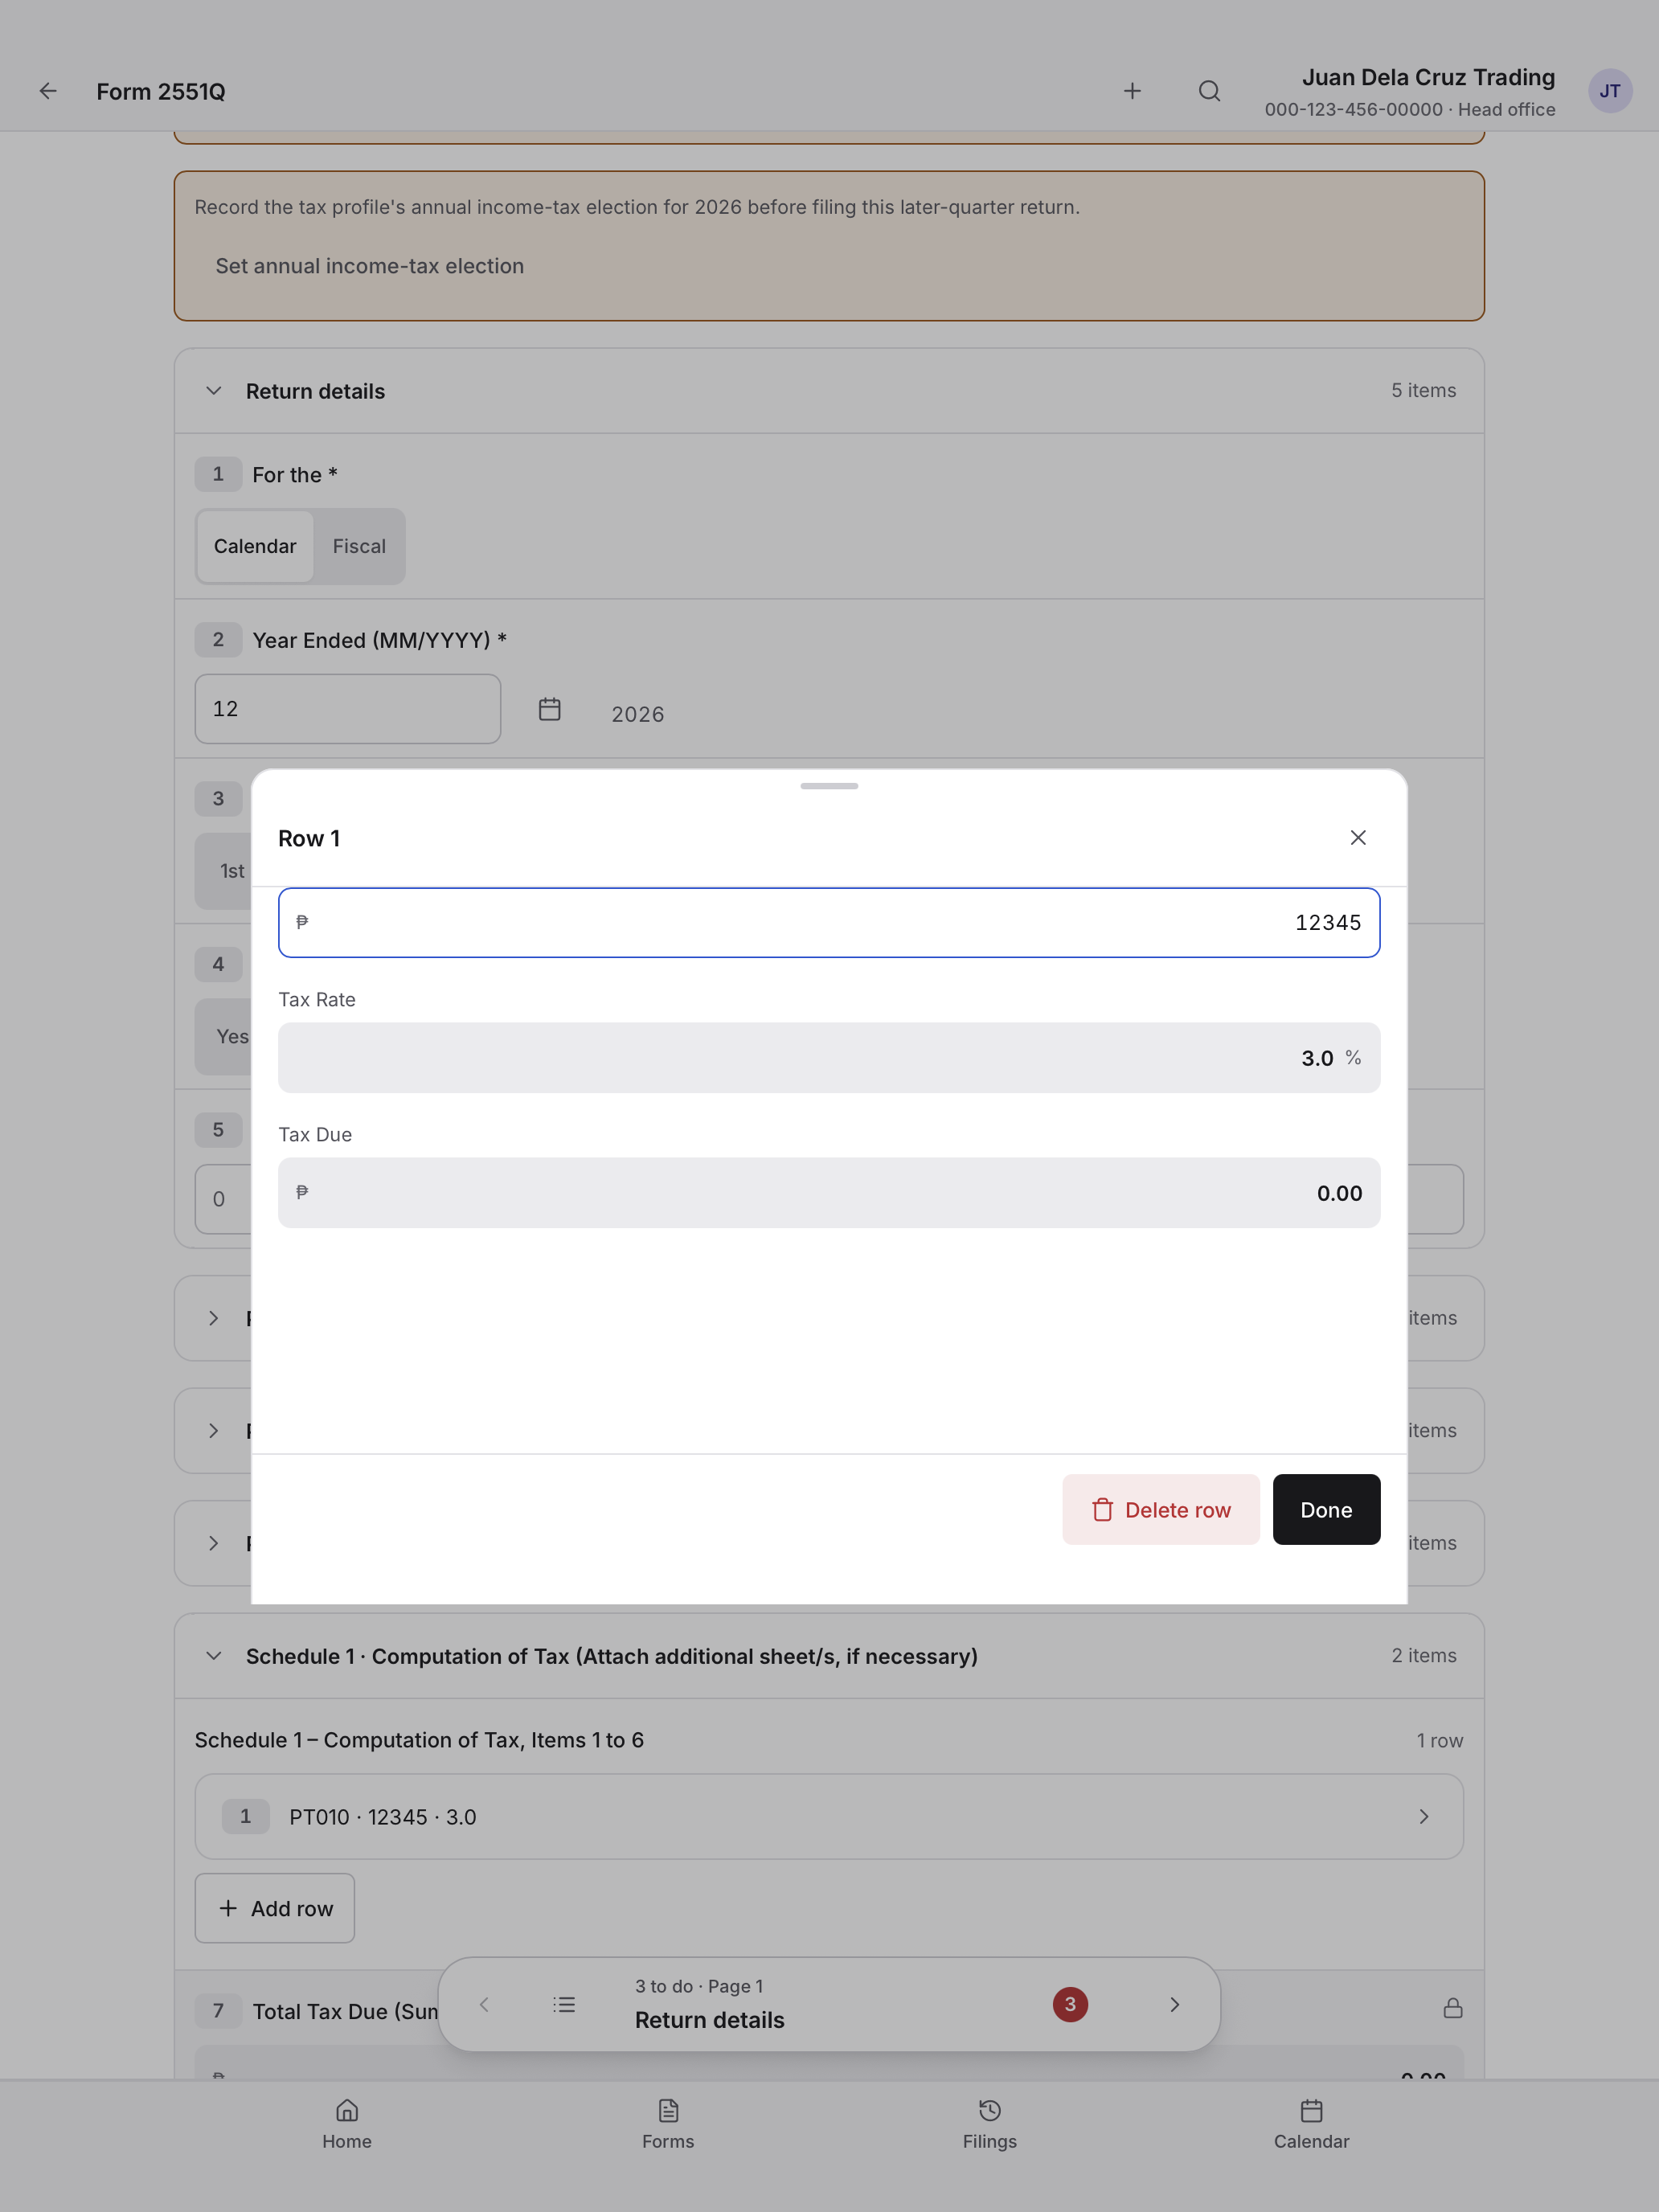 Form 2551Q
Juan Dela Cruz Trading
000-123-456-00000 · Head office
JT
Record the tax profile's annual income-tax election for 2026 before filing this later-quarter return.
Set annual income-tax election
Return details
5 items
1 For the *
Calendar Fiscal
2 Year Ended (MM/YYYY) *
12
2026
3
1st
4
Yes
5
0
Row 1
₱ 12345
Tax Rate
3.0 %
Tax Due
₱ 0.00
Delete row
Done
items
items
items
Schedule 1 · Computation of Tax (Attach additional sheet/s, if necessary)
2 items
Schedule 1 – Computation of Tax, Items 1 to 6
1 row
1 PT010 · 12345 · 3.0
+ Add row
7 Total Tax Due (Sum
3 to do · Page 1
Return details
3
₱ 0.00
Home
Forms
Filings
Calendar